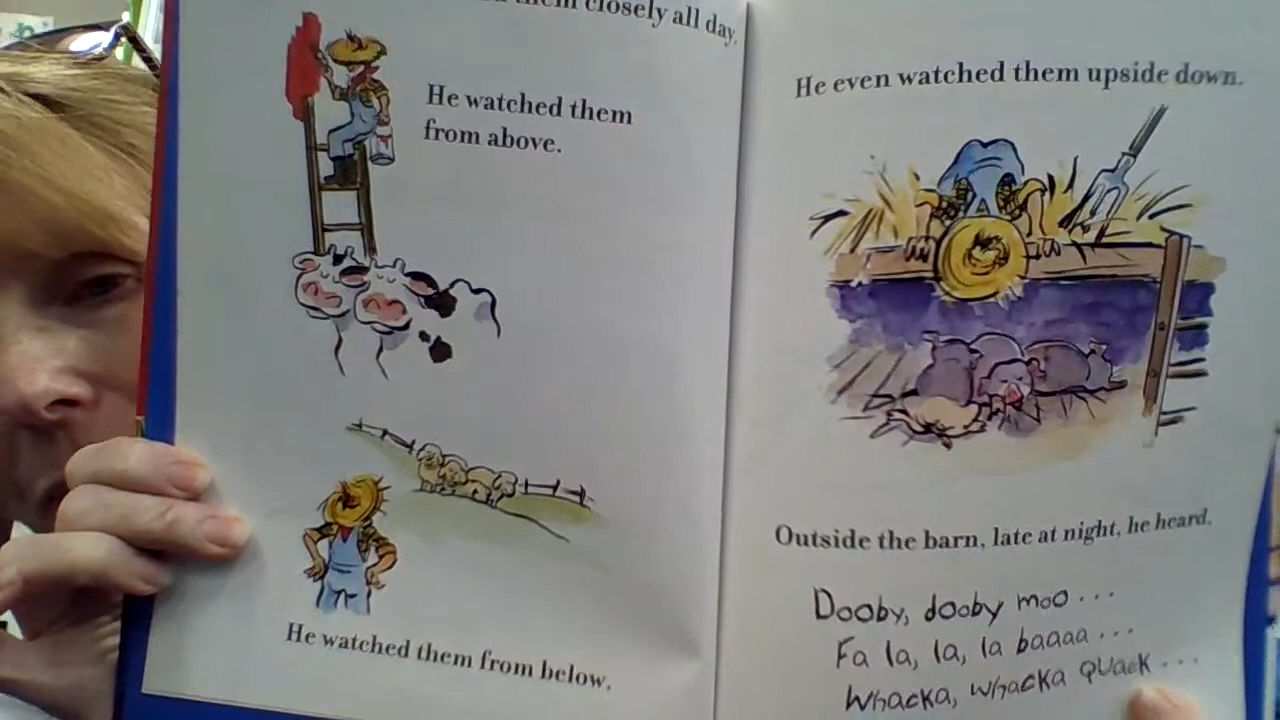 them closely all day.
He watched them
from above.
He watched them from below.
He even watched them upside down.
Outside the barn, late at night, he heard.
Dooby, dooby moo...
Fa la, la, la baaaa...
Whacka, whacka quack...